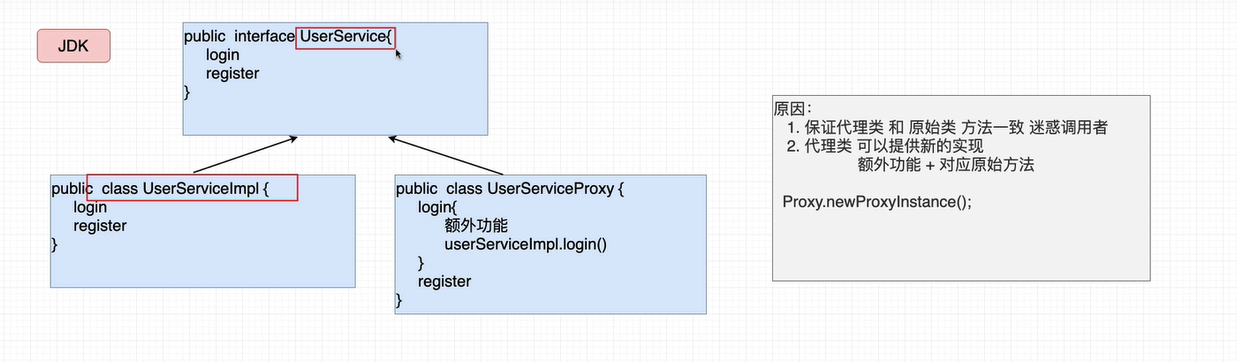 JDK
public interface UserService{
login
register
}
public class UserServiceImpl {
login
register
}
public class UserServiceProxy {
login{
额外功能
userServiceImpl.login()
}
register
}
原因：
1. 保证代理类 和 原始类 方法一致 迷惑调用者
2. 代理类 可以提供新的实现
额外功能 + 对应原始方法
Proxy.newProxyInstance();